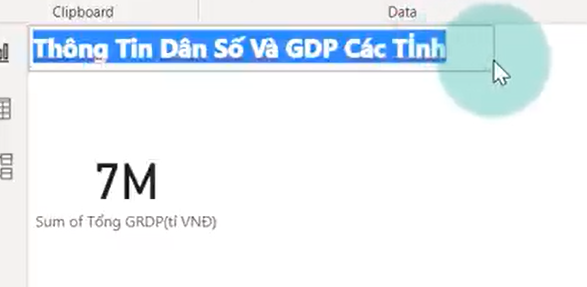 Clipboard
Data
Thông Tin Dân Số Và GDP Các Tỉnh
7M
Sum of Tổng GRDP(tỉ VNĐ)